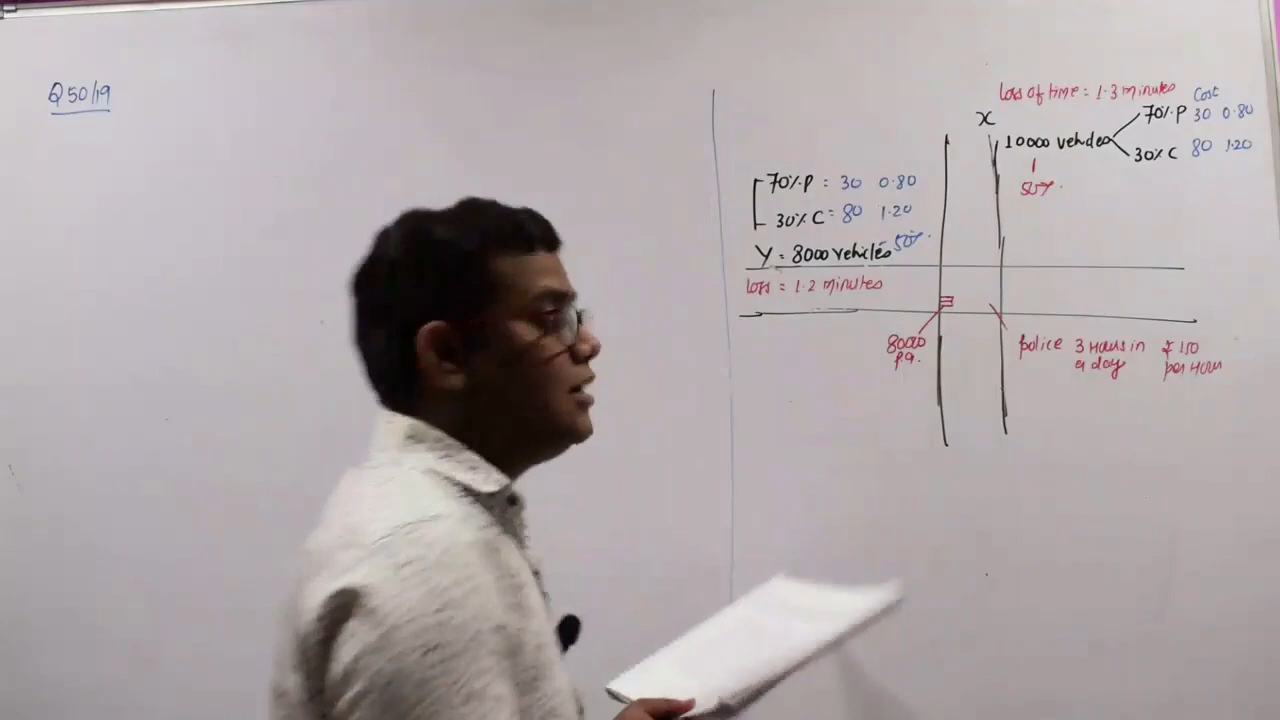 Q50/19
loss of time = 1.3 minutes
x
Cost
70% P 30 0.80
10000 vehicles
30% C 80 1.20
50%.
70% P = 30 0.80
30% C = 80 1.20
Y = 8000 vehicles 50%.
loss = 1.2 minutes
8000
p.a.
police 3 Hours in ₹ 150
a day per Hour